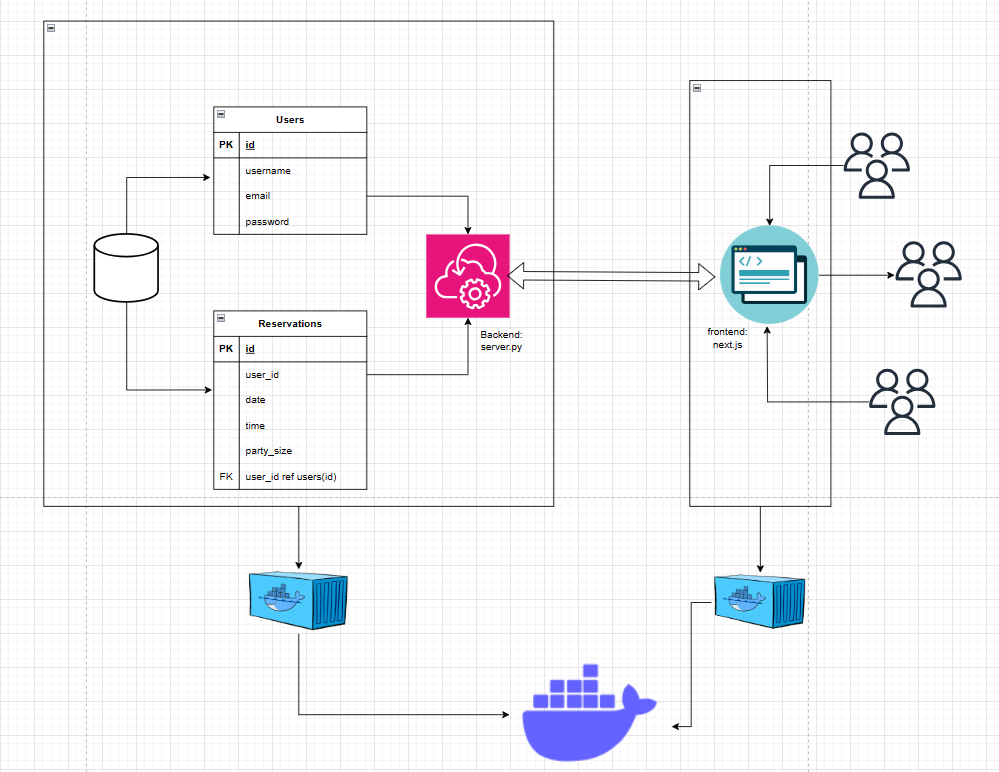 Users
PK id
username
email
password
Reservations
PK id
user_id
date
time
party_size
FK user_id ref users(id)
Backend:
server.py
</>
frontend:
next.js